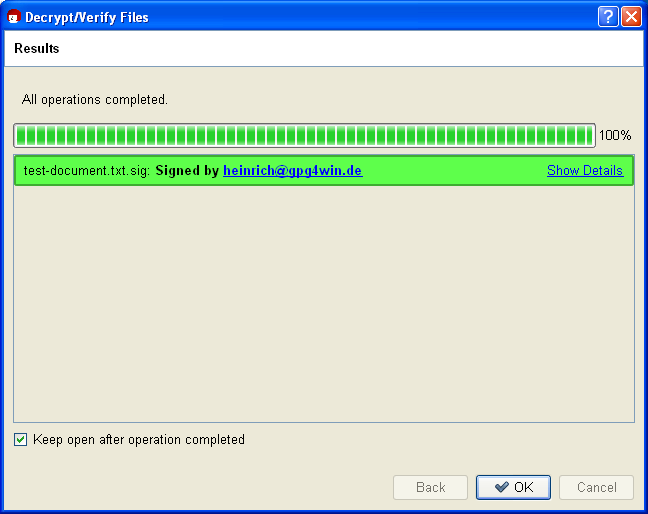 Decrypt/Verify Files
Results
All operations completed.
100%
test-document.txt.sig: Signed by heinrich@gpg4win.de Show Details
Keep open after operation completed
Back OK Cancel